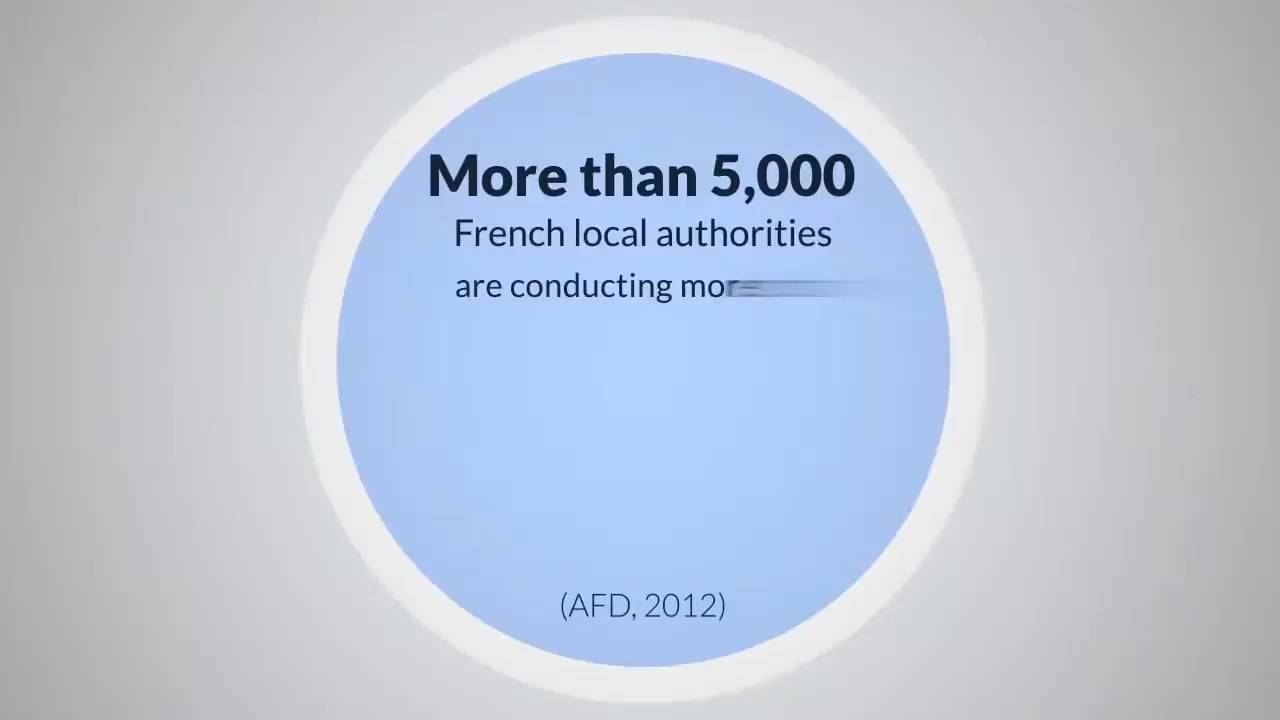 More than 5,000
French local authorities
are conducting
(AFD, 2012)